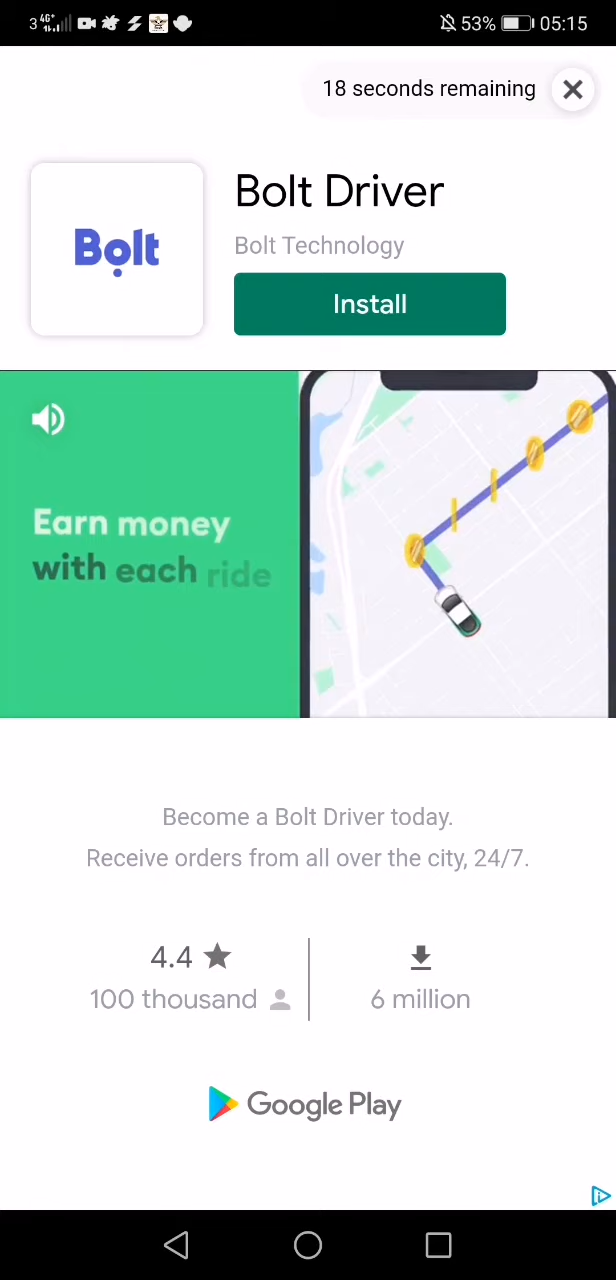 3 4G+ 53% 05:15
18 seconds remaining
Bolt
Bolt Driver
Bolt Technology
Install
Earn money
with each ride
Become a Bolt Driver today.
Receive orders from all over the city, 24/7.
4.4
100 thousand
6 million
Google Play